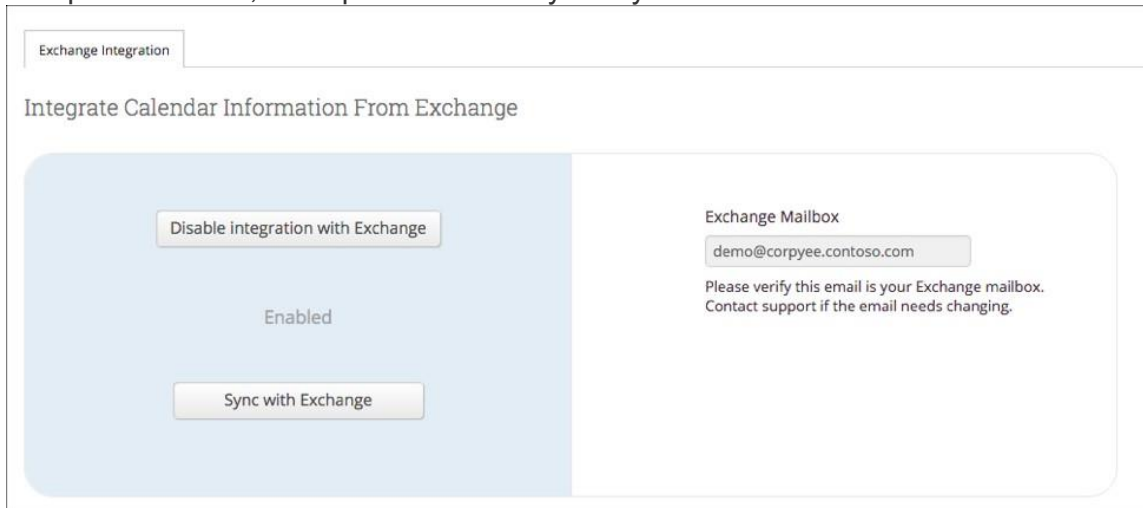 Exchange Integration
Integrate Calendar Information From Exchange
Disable integration with Exchange
Enabled
Sync with Exchange
Exchange Mailbox
demo@corpyee.contoso.com
Please verify this email is your Exchange mailbox.
Contact support if the email needs changing.